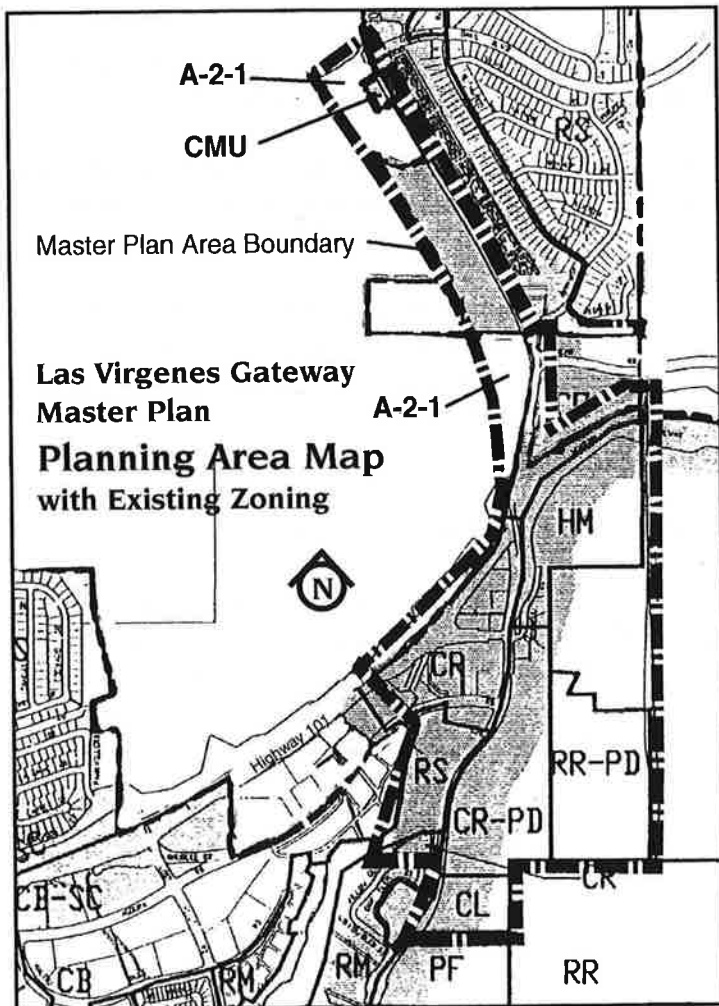 A-2-1
CMU
RS
Master Plan Area Boundary
Las Virgenes Gateway
Master Plan
A-2-1
Planning Area Map
with Existing Zoning
HM
N
CR
Highway 101
RS
RR-PD
CR-PD
CR
CB-SC
CL
CB
RM
RM
PF
RR